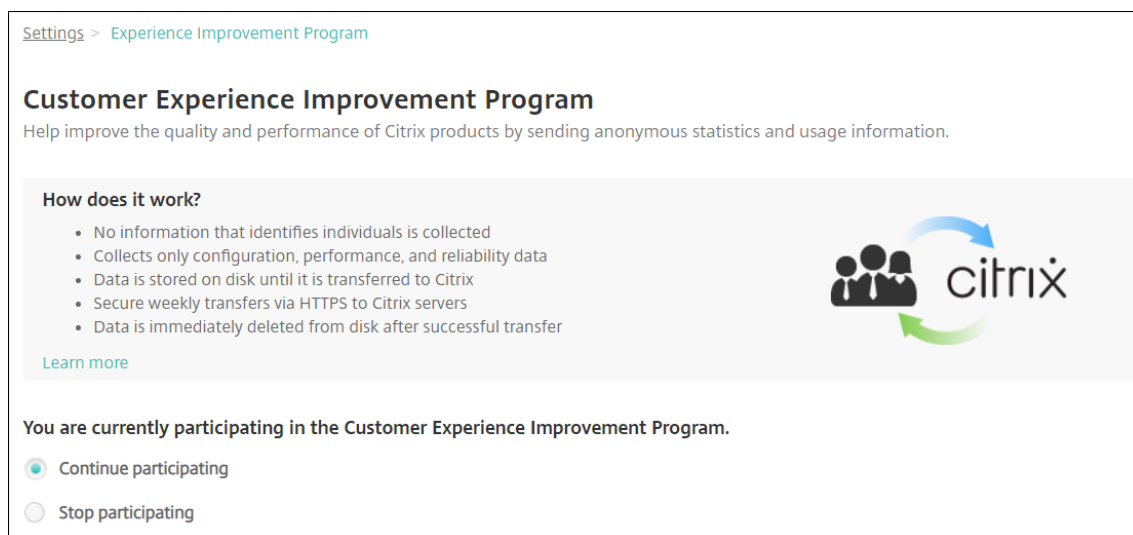 Settings > Experience Improvement Program
Customer Experience Improvement Program
Help improve the quality and performance of Citrix products by sending anonymous statistics and usage information.
How does it work?
• No information that identifies individuals is collected
• Collects only configuration, performance, and reliability data
• Data is stored on disk until it is transferred to Citrix
• Secure weekly transfers via HTTPS to Citrix servers
• Data is immediately deleted from disk after successful transfer
Learn more
citrix
You are currently participating in the Customer Experience Improvement Program.
Continue participating
Stop participating